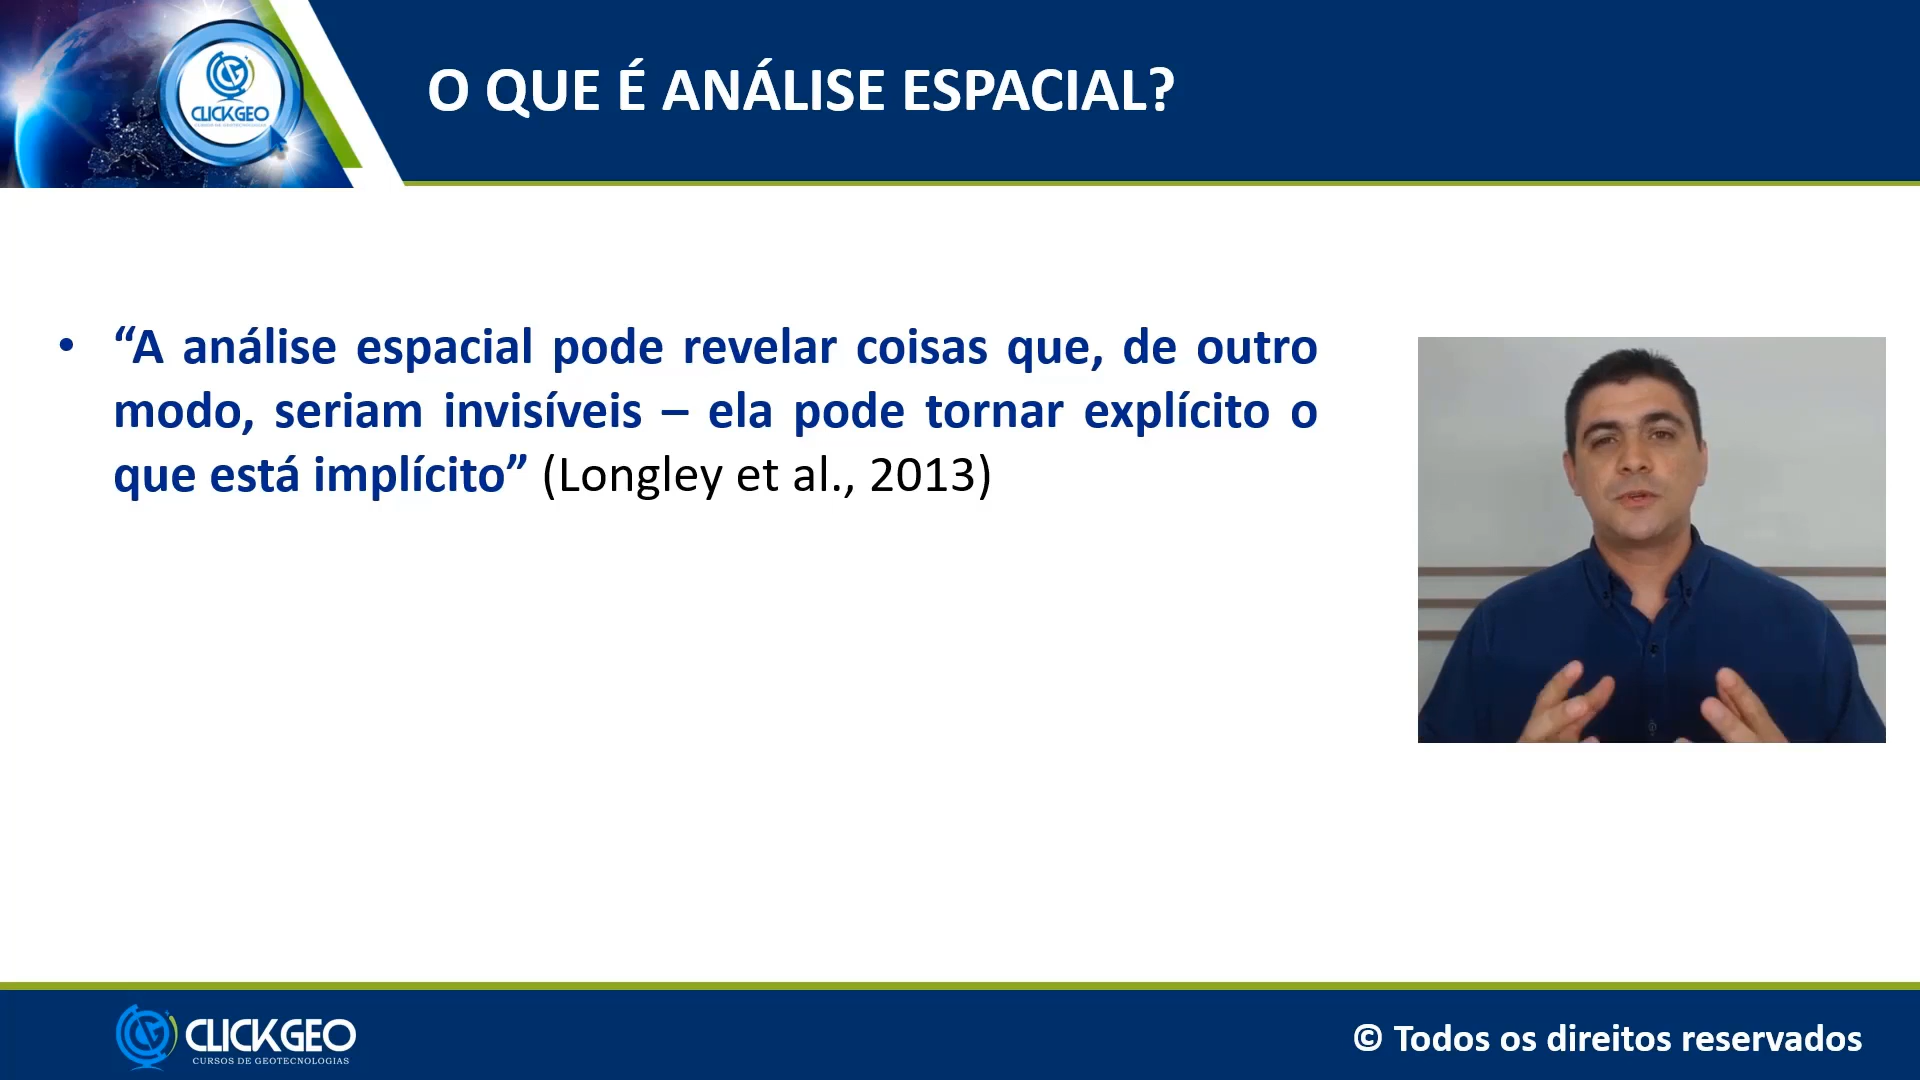 CLICKGEO
O QUE É ANÁLISE ESPACIAL?
• “A análise espacial pode revelar coisas que, de outro
modo, seriam invisíveis – ela pode tornar explícito o
que está implícito” (Longley et al., 2013)
CLICKGEO
CURSOS DE GEOTECNOLOGIAS
© Todos os direitos reservados